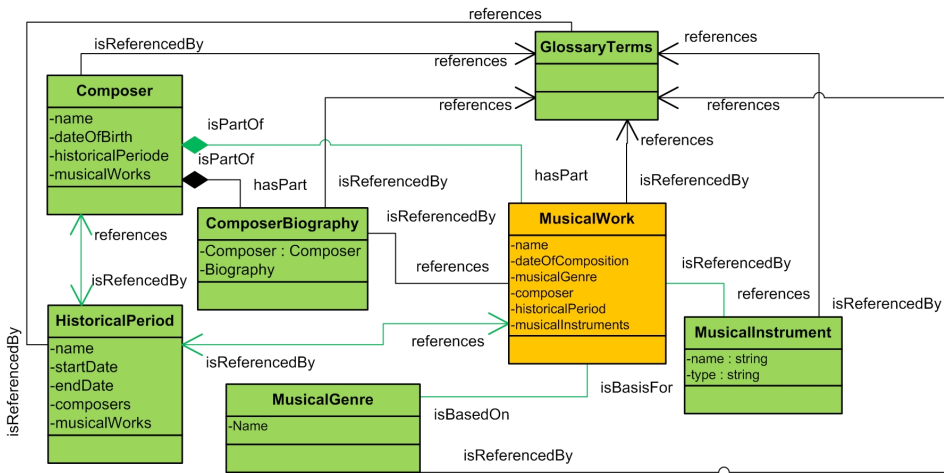 references
isReferencedBy
references
GlossaryTerms
references
Composer
-name
-dateOfBirth
-historicalPeriode
-musicalWorks
isPartOf
isPartOf
hasPart
references
references
references
hasPart
isReferencedBy
isReferencedBy
ComposerBiography
-Composer : Composer
-Biography
isReferencedBy
references
MusicalWork
-name
-dateOfComposition
-musicalGenre
-composer
-historicalPeriod
-musicalInstruments
references
isRefencedBy
isReferencedBy
references
isReferencedBy
HistoricalPeriod
-name
-startDate
-endDate
-composers
-musicalWorks
isReferencedBy
references
isReferencedBy
MusicalInstrument
-name : string
-type : string
MusicalGenre
-Name
isBasedOn
isBasisFor
isReferencedBy